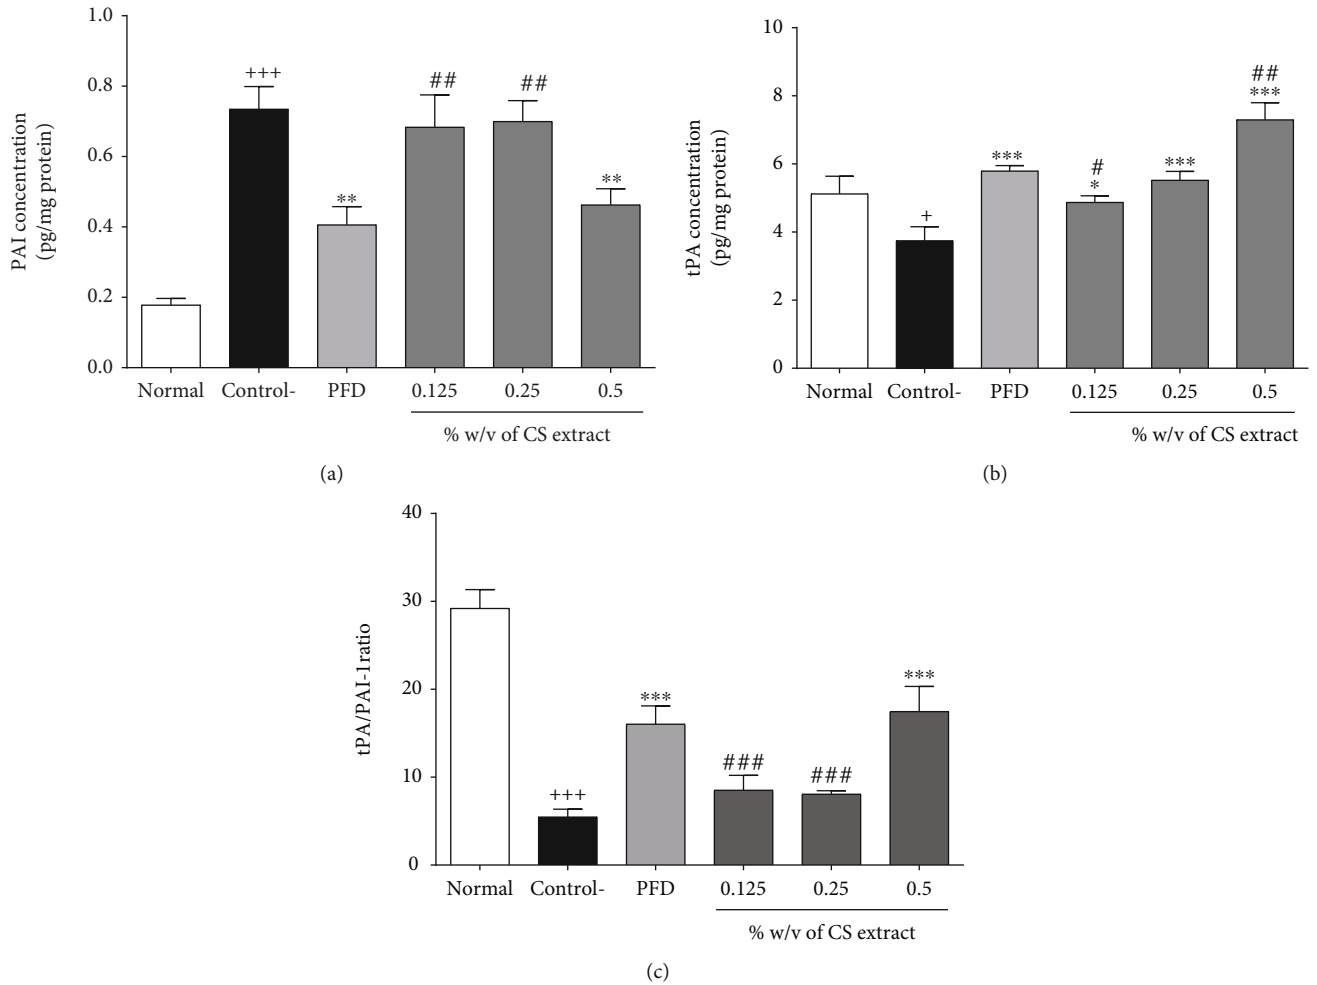 PAI concentration
(pg/mg protein)
1.0
0.8
0.6
0.4
0.2
0.0
+++
**
##
##
**
Normal Control- PFD 0.125 0.25 0.5
% w/v of CS extract
(a)
tPA concentration
(pg/mg protein)
10
8
6
4
2
0
+
***
#
*
***
##
***
Normal Control- PFD 0.125 0.25 0.5
% w/v of CS extract
(b)
tPA/PAI-1 ratio
40
30
20
10
0
+++
***
###
###
***
Normal Control- PFD 0.125 0.25 0.5
% w/v of CS extract
(c)